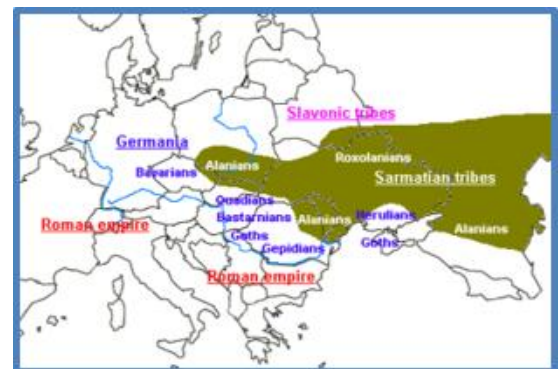 Slavonic tribes
Germania
Roxolanians
Bavarians
Alanians
Sarmatian tribes
Quadians
Bastarnians
Alanians
Herulians
Roman empire
Goths
Goths
Alanians
Gepidians
Roman empire